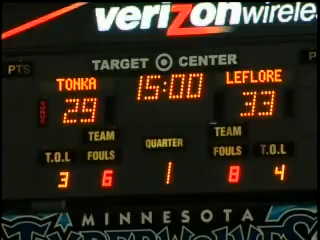 verizonwireless
TARGET CENTER
PTS P
TONKA 15:00 LEFLORE
29 33
TEAM TEAM
T.O.L FOULS QUARTER FOULS T.O.L
3 6 1 8 4
MINNESOTA
TIMBERWOLVES